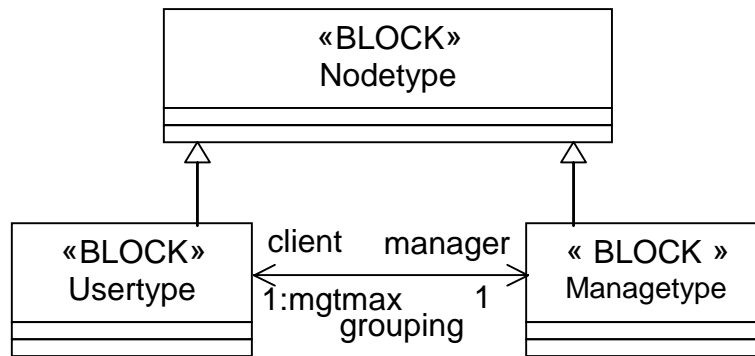 «BLOCK»
Nodetype
«BLOCK»
Usertype
client
manager
1:mgtmax
1
grouping
« BLOCK »
Managetype